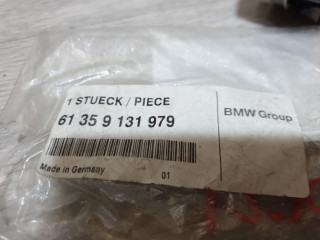 1 STUECK / PIECE
61 35 9 131 979
BMW Group
Made in Germany
01